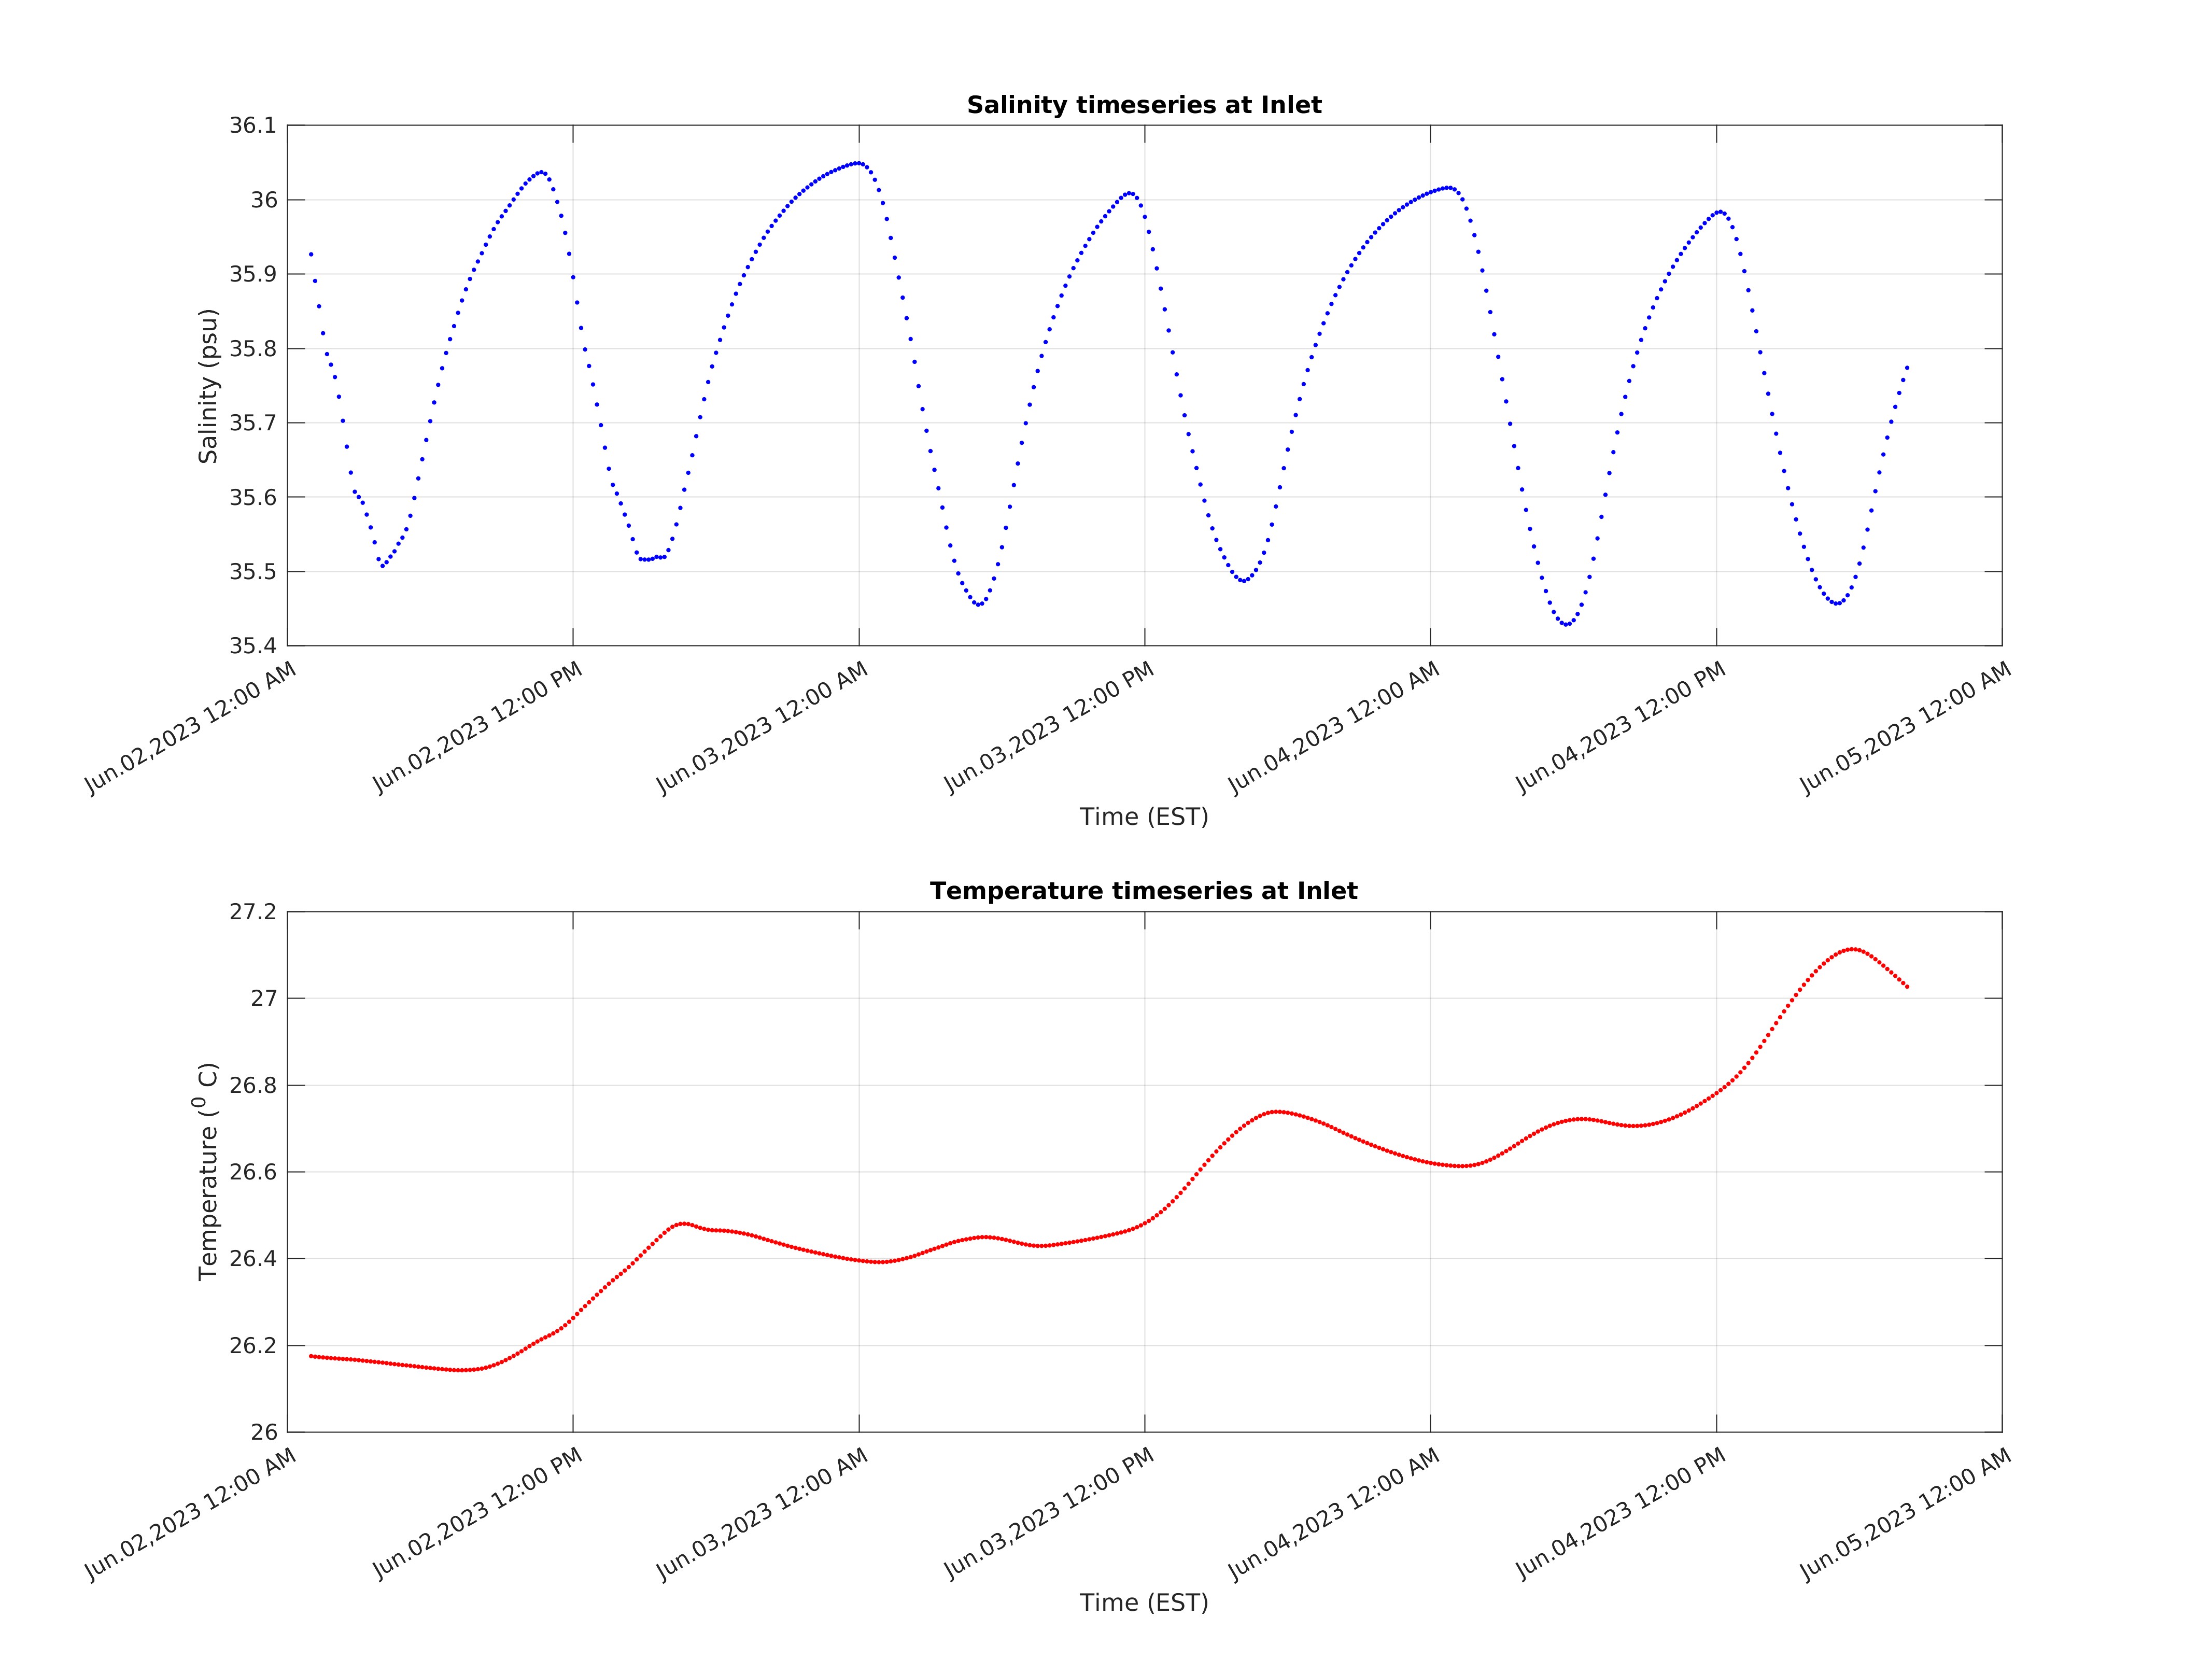 Salinity timeseries at Inlet
36.1
36
35.9
35.8
35.7
35.6
35.5
35.4
Salinity (psu)
Jun.02,2023 12:00 AM
Jun.02,2023 12:00 PM
Jun.03,2023 12:00 AM
Jun.03,2023 12:00 PM
Jun.04,2023 12:00 AM
Jun.04,2023 12:00 PM
Jun.05,2023 12:00 AM
Time (EST)
Temperature timeseries at Inlet
27.2
27
26.8
26.6
26.4
26.2
26
Temperature (⁰ C)
Jun.02,2023 12:00 AM
Jun.02,2023 12:00 PM
Jun.03,2023 12:00 AM
Jun.03,2023 12:00 PM
Jun.04,2023 12:00 AM
Jun.04,2023 12:00 PM
Jun.05,2023 12:00 AM
Time (EST)